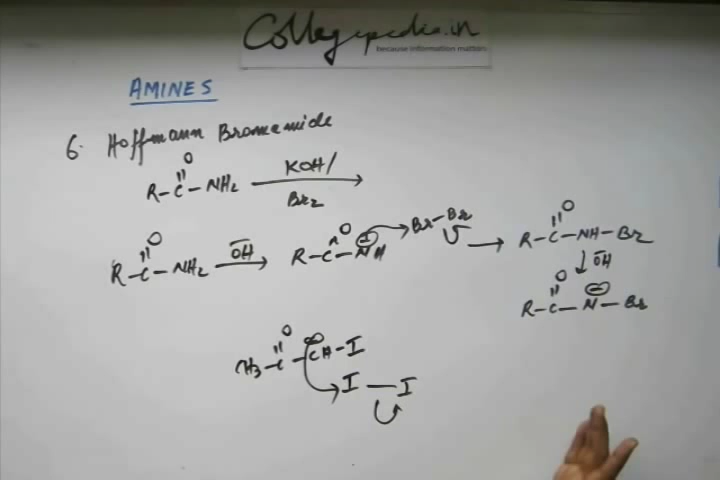 Collegepedia.in
because information matters
AMINES
6. Hoffmann Bromamide
O
R-C-NH2 KOH/
Br2
O O Br-Br O
R-C-NH2 OH R-C-NH R-C-NH-Br
OH
O
R-C-N-Br
O
CH3-C-CH-I
I-I